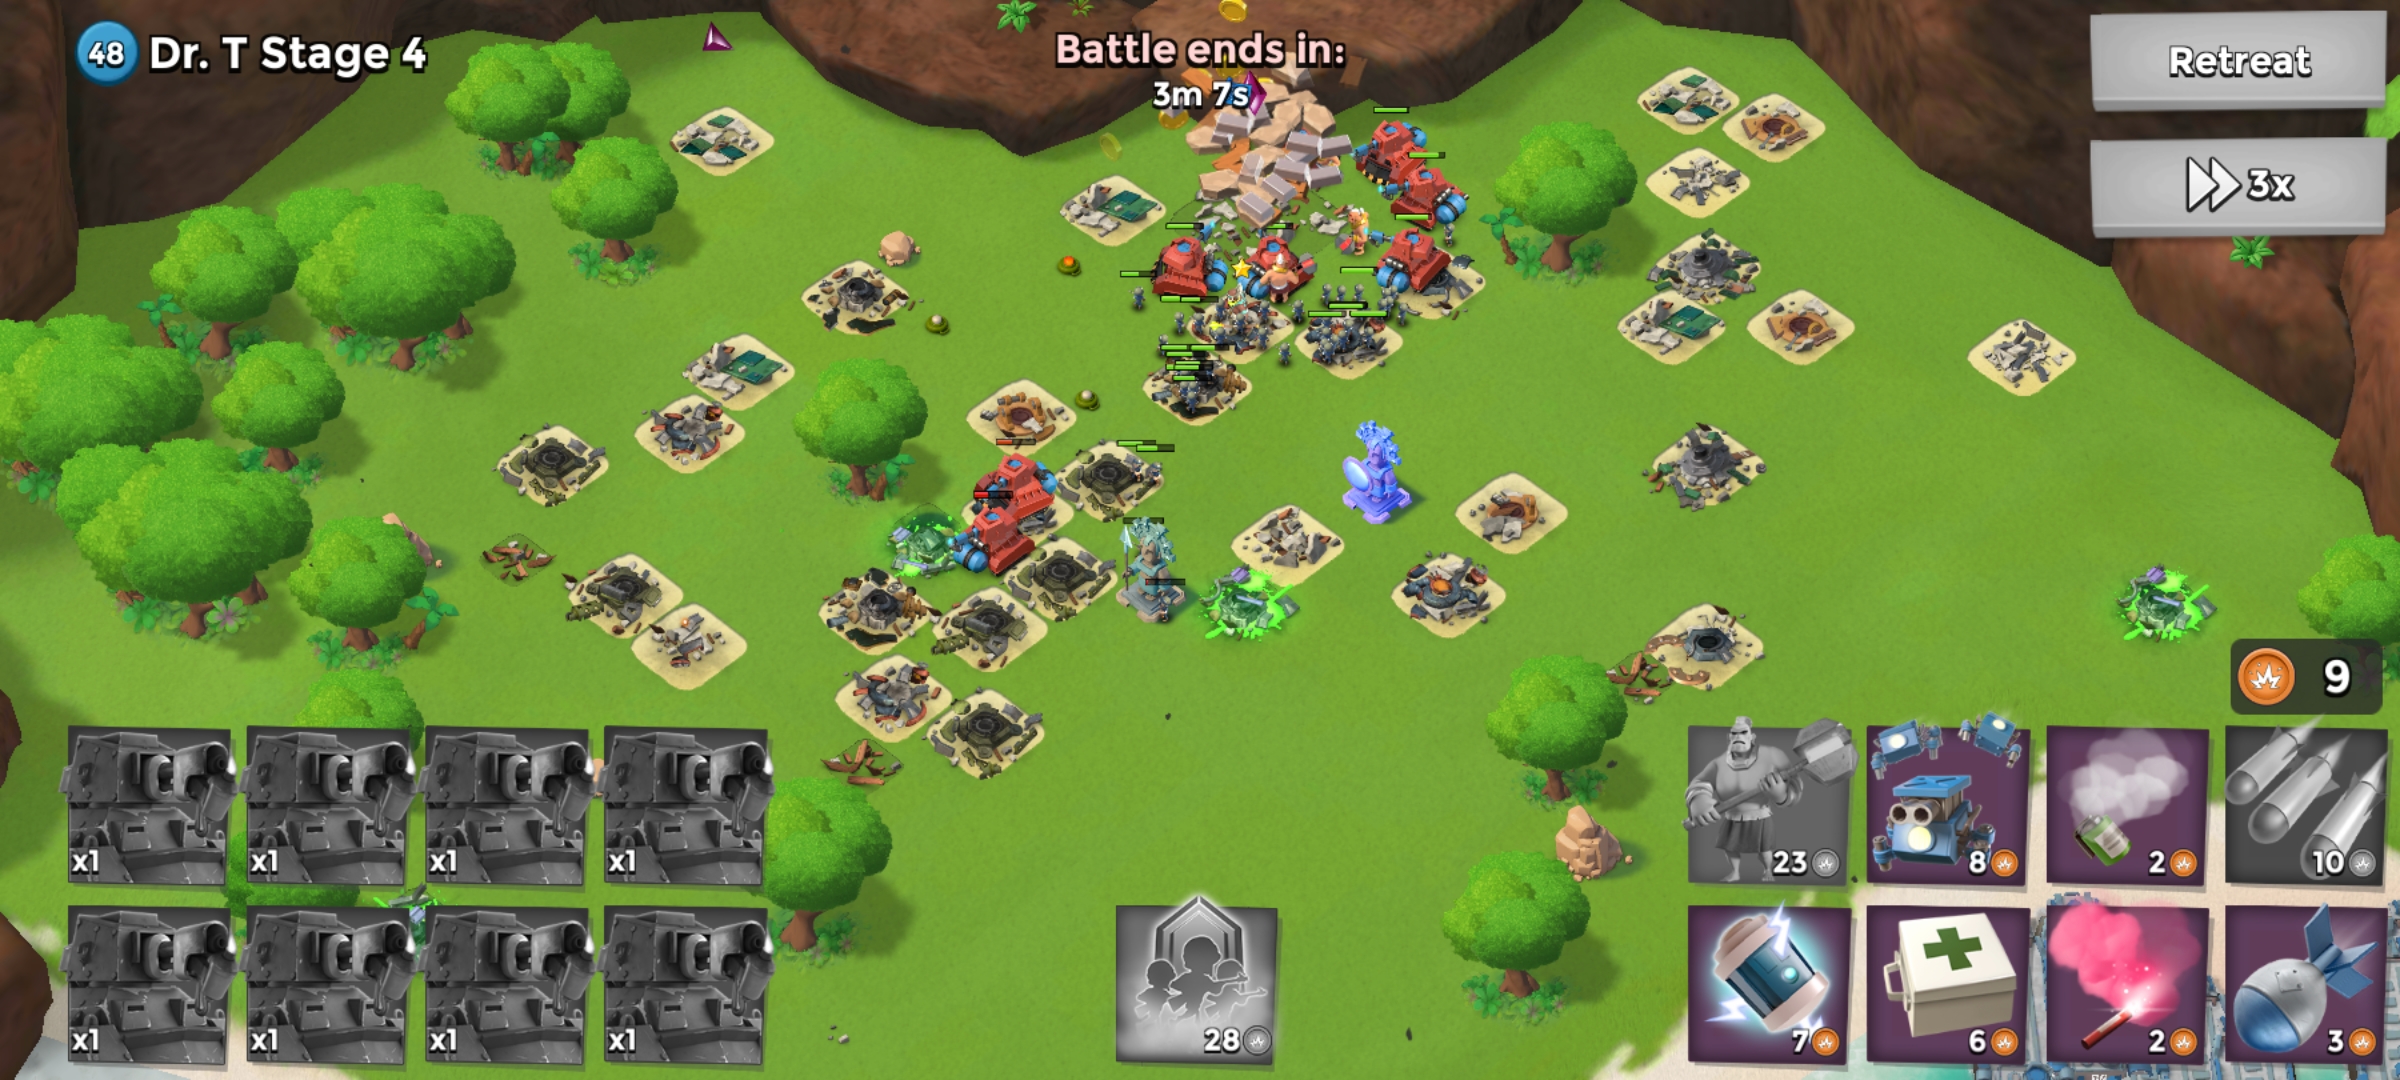 48 Dr. T Stage 4
Battle ends in:
3m 7s
Retreat
3x
9
x1 x1 x1 x1
23 8 2 10
x1 x1 x1 x1
28
7 6 2 3